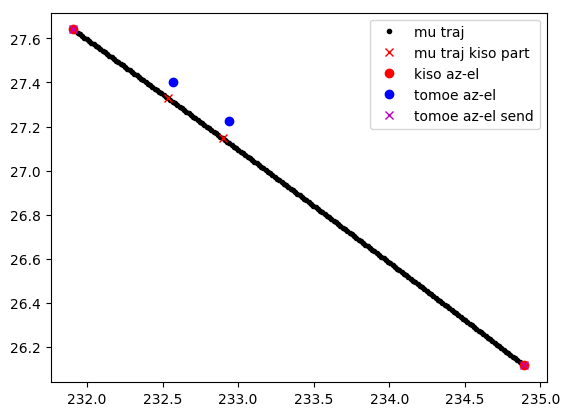 27.6
27.4
27.2
27.0
26.8
26.6
26.4
26.2
232.0 232.5 233.0 233.5 234.0 234.5 235.0
mu traj
mu traj kiso part
kiso az-el
tomoe az-el
tomoe az-el send